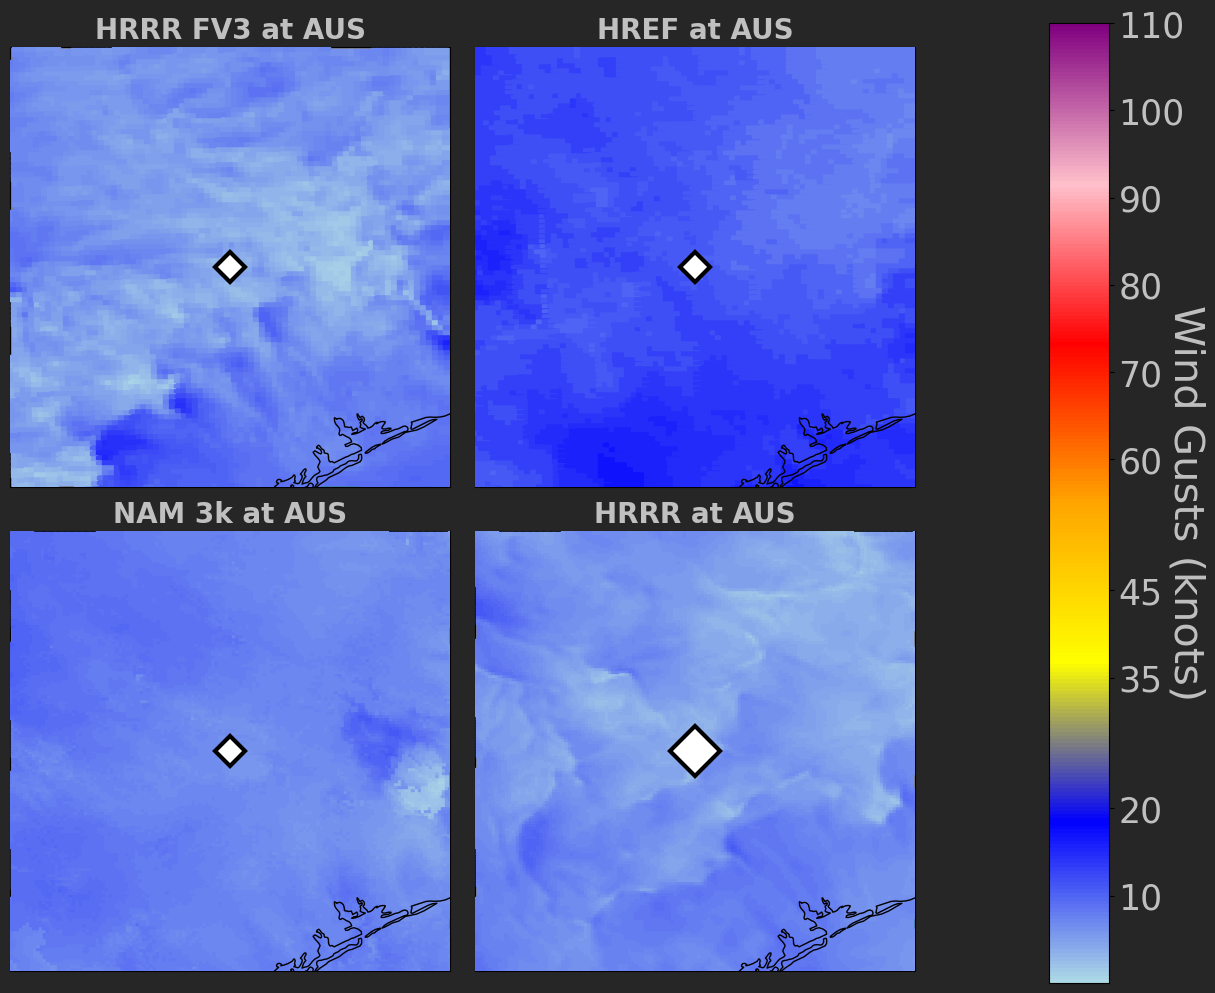 HRRR FV3 at AUS
HREF at AUS
NAM 3k at AUS
HRRR at AUS
110
100
90
80
70
60
45
35
20
10
Wind Gusts (knots)